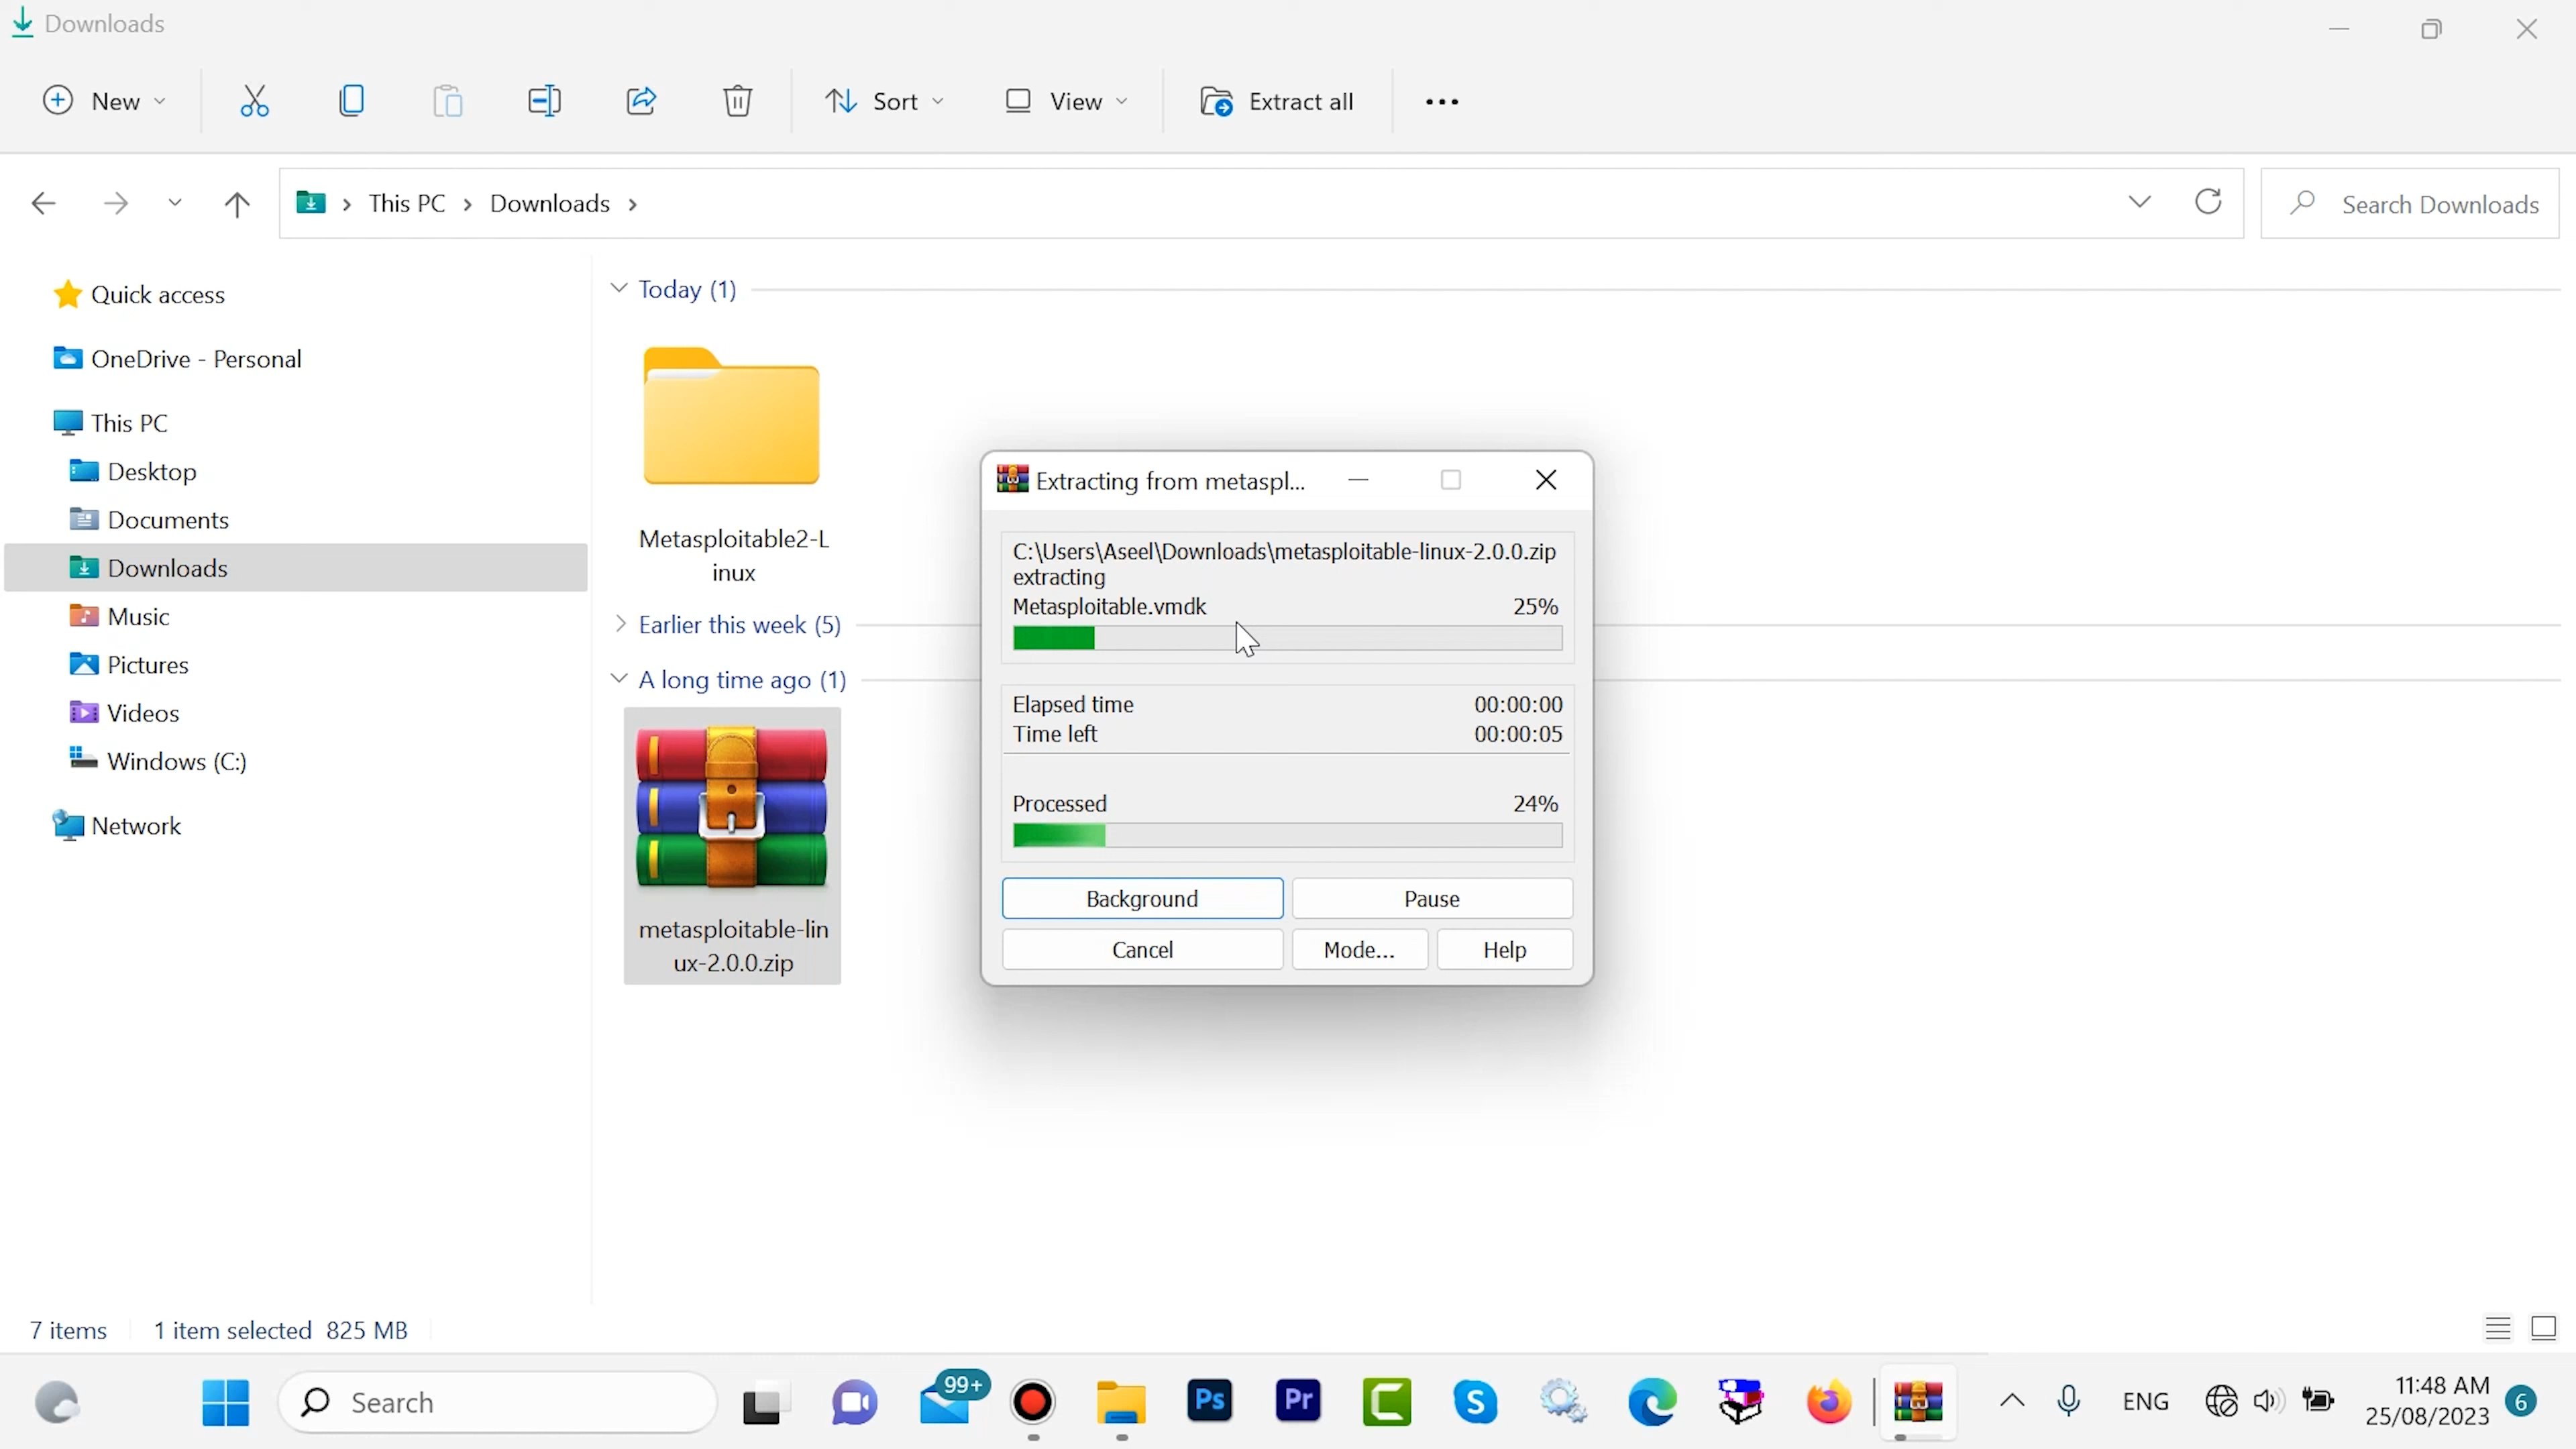 Downloads
New
Sort
View
Extract all
This PC
Downloads
Search Downloads
Quick access
OneDrive - Personal
This PC
Desktop
Documents
Downloads
Music
Pictures
Videos
Windows (C:)
Network
Today (1)
Metasploitable2-L
inux
Earlier this week (5)
A long time ago (1)
metasploitable-lin
ux-2.0.0.zip
Extracting from metaspl...
C:\Users\Aseel\Downloads\metasploitable-linux-2.0.0.zip
extracting
Metasploitable.vmdk 25%
Elapsed time 00:00:00
Time left 00:00:05
Processed 24%
Background
Pause
Cancel
Mode...
Help
7 items
1 item selected 825 MB
Search
99+
Ps
Pr
ENG
11:48 AM
25/08/2023
6